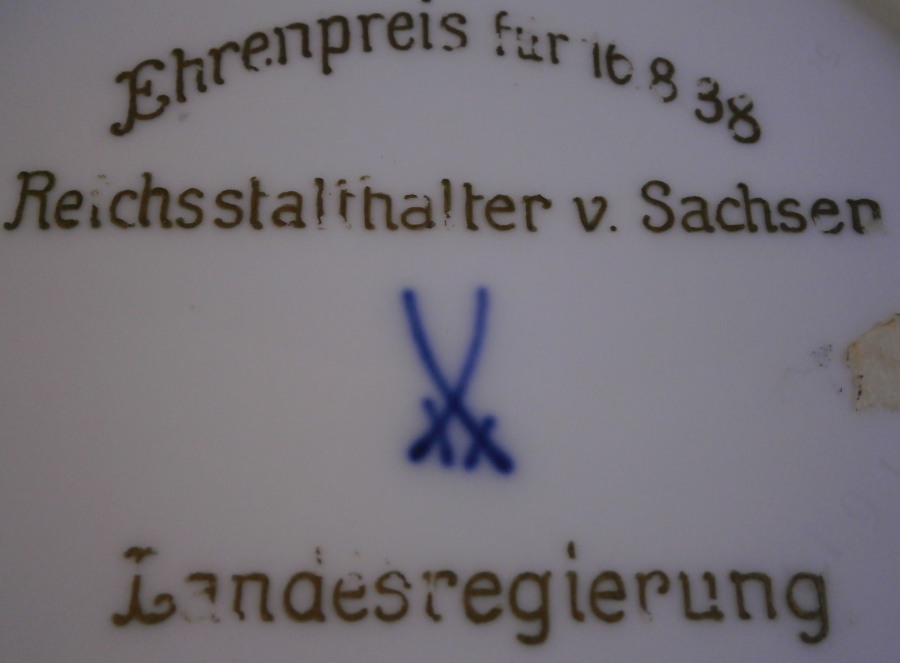 Ehrenpreis für 16 8 38
Reichsstatthalter v. Sachsen
Landesregierung